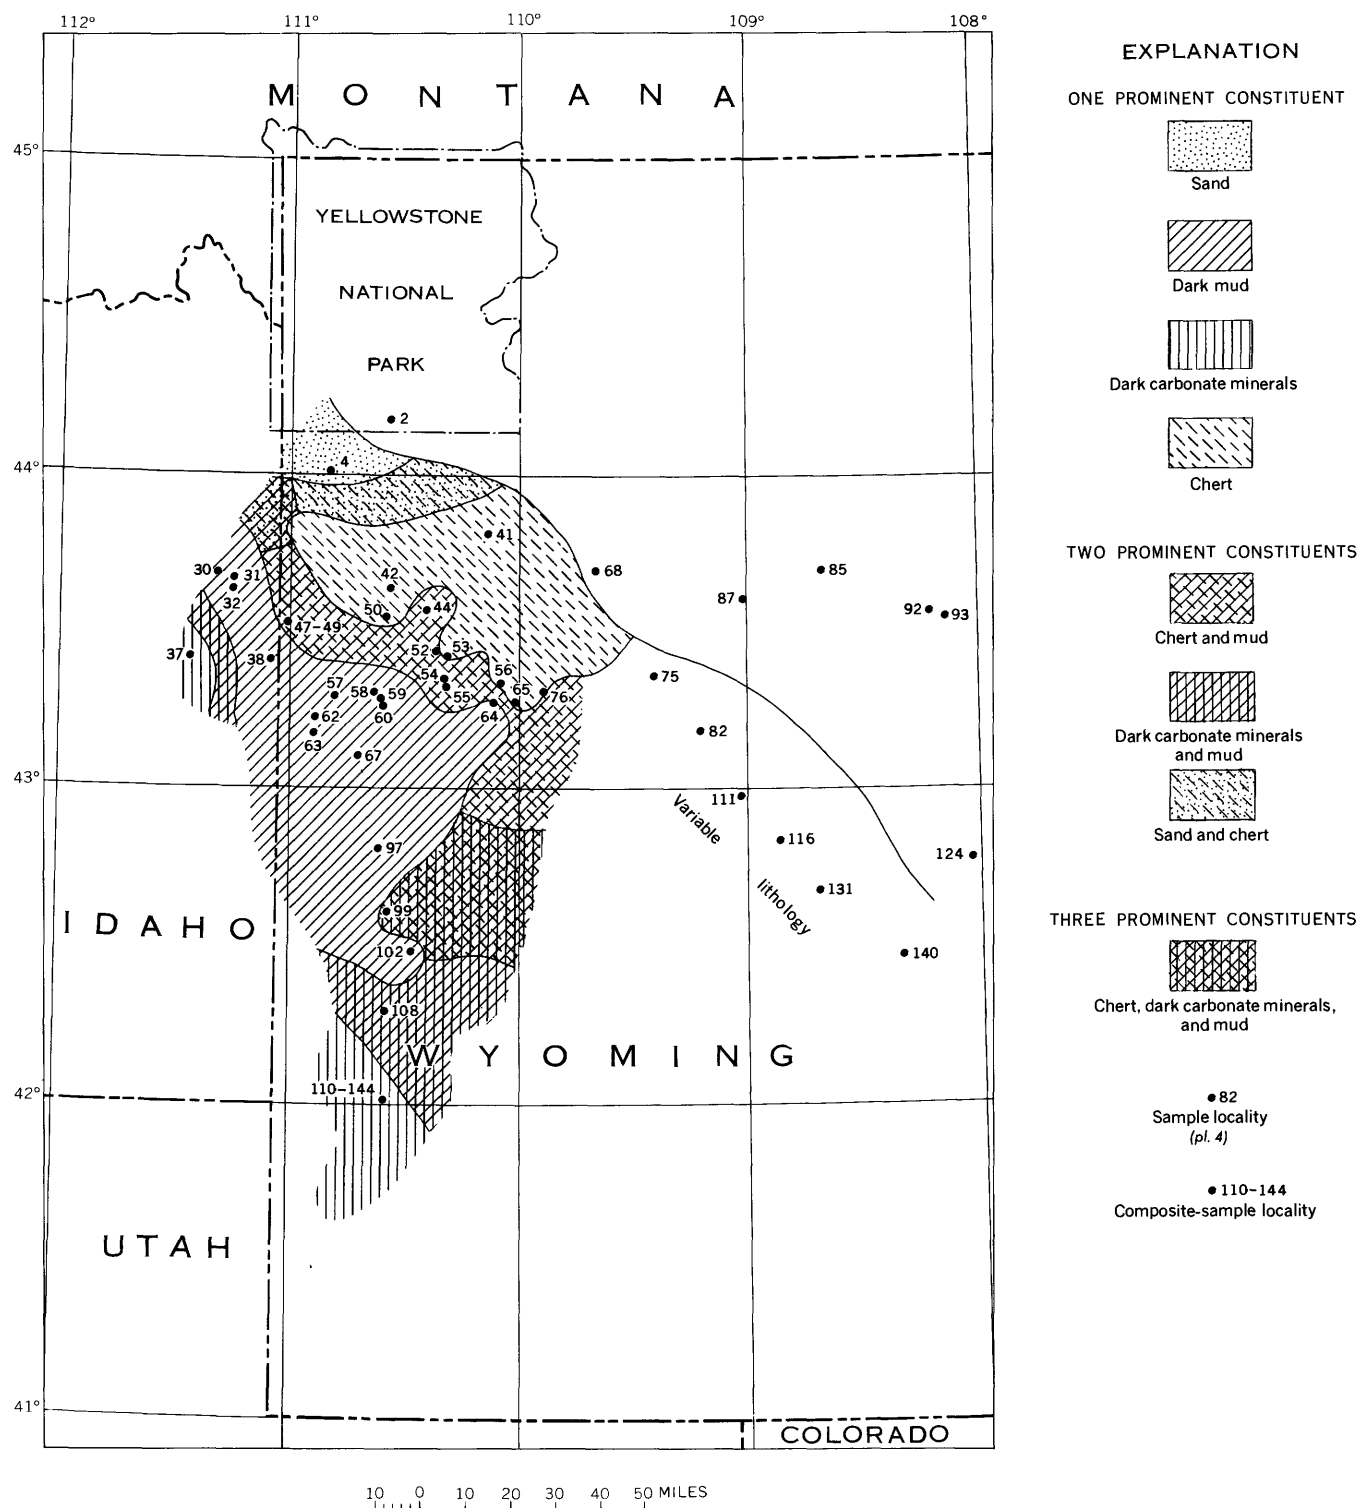 112°
111°
110°
109°
108°
MONTANA
45°
YELLOWSTONE
NATIONAL
PARK
2
44°
4
41
30
31
42
68
85
32
87
92
93
50
44
47–49
37
38
52
53
54
56
75
57
58
59
55
65
76
60
64
62
82
63
67
43°
111
Variable
116
97
124
lithology
131
99
IDAHO
102
140
108
WYOMING
110–144
42°
UTAH
41°
COLORADO
10 0 10 20 30 40 50 MILES
EXPLANATION
ONE PROMINENT CONSTITUENT
Sand
Dark mud
Dark carbonate minerals
Chert
TWO PROMINENT CONSTITUENTS
Chert and mud
Dark carbonate minerals
and mud
Sand and chert
THREE PROMINENT CONSTITUENTS
Chert, dark carbonate minerals,
and mud
82
Sample locality
(pl. 4)
110–144
Composite-sample locality